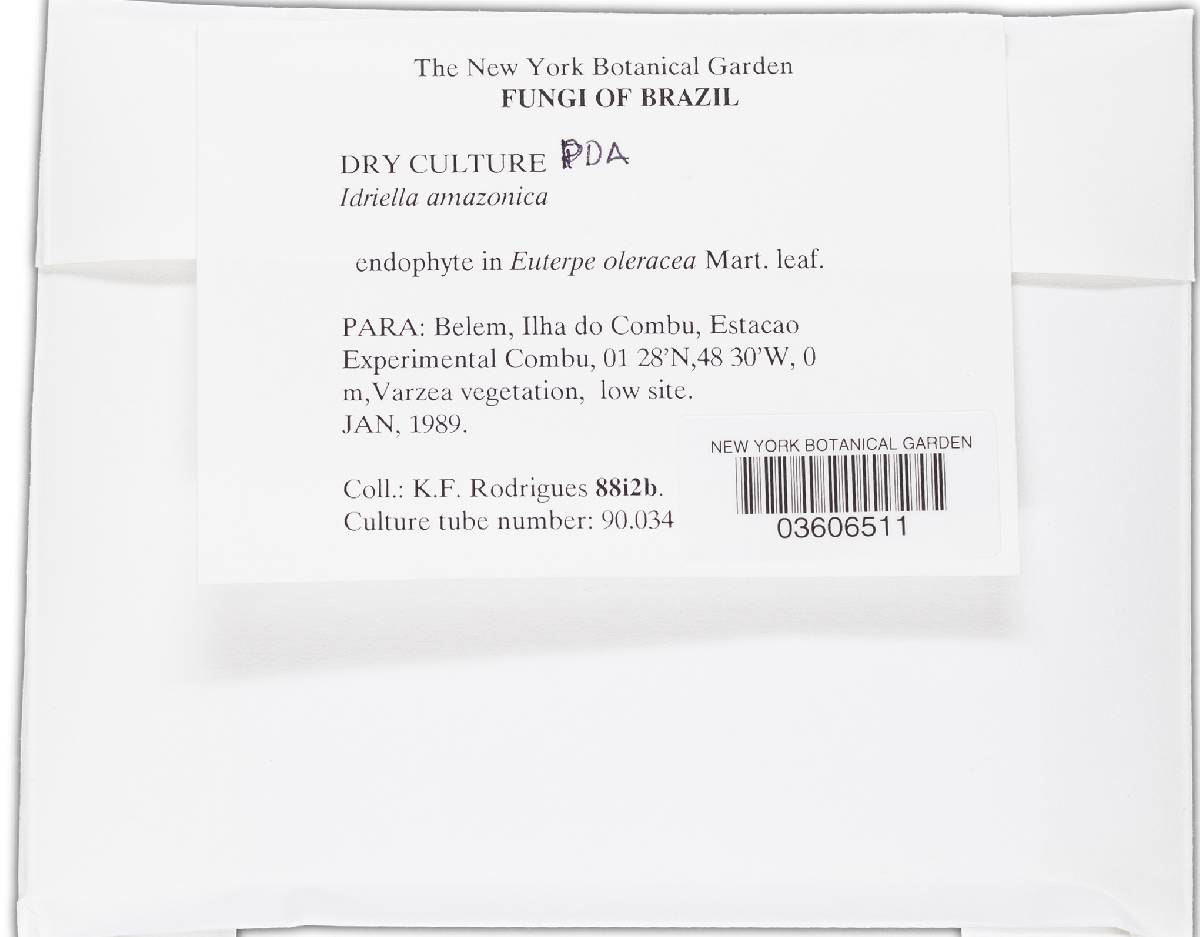 The New York Botanical Garden
FUNGI OF BRAZIL
DRY CULTURE PDA
Idriella amazonica
endophyte in Euterpe oleracea Mart. leaf.
PARA: Belem, Ilha do Combu, Estacao
Experimental Combu, 01 28'N,48 30'W, 0
m,Varzea vegetation, low site.
JAN, 1989.
Coll.: K.F. Rodrigues 88i2b.
Culture tube number: 90.034
NEW YORK BOTANICAL GARDEN
03606511